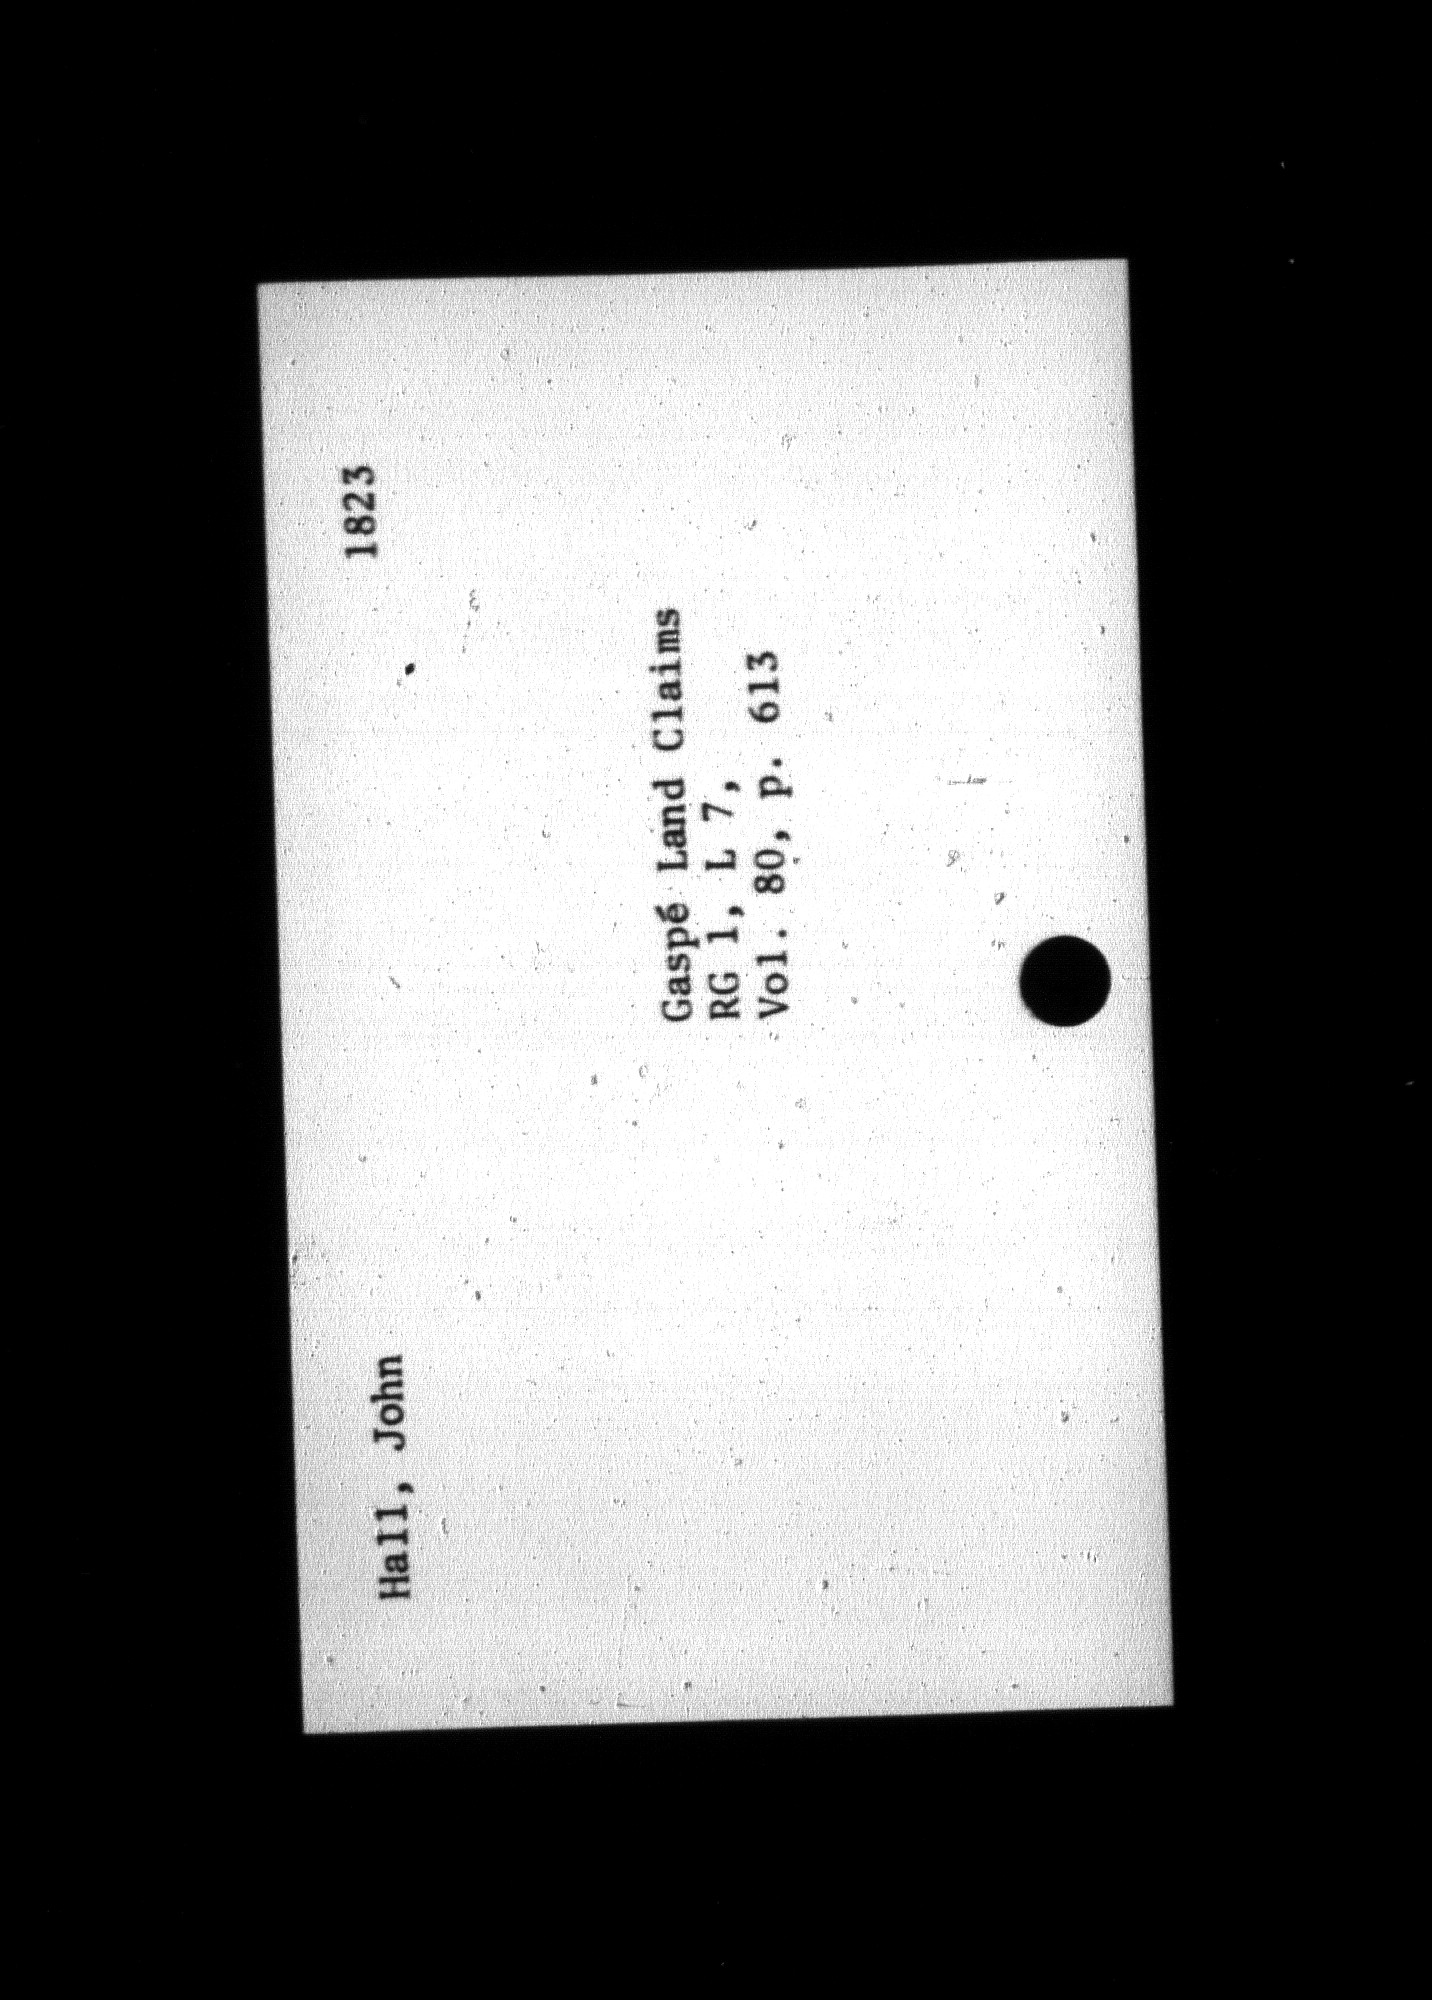 Hall, John 1823
Gaspé Land Claims
RG 1, L 7,
Vol. 80, p. 613